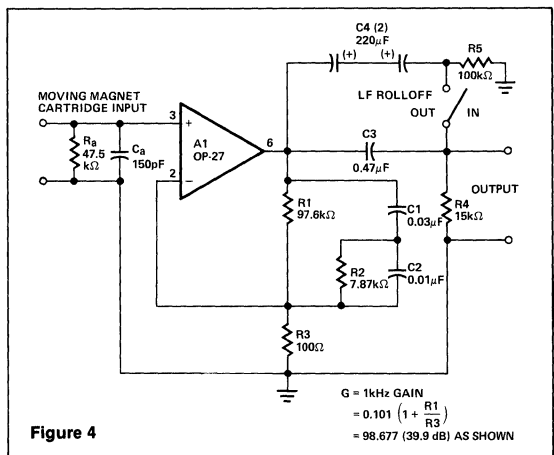 C4 (2)
220μF
(+) (+)
R5
100kΩ
MOVING MAGNET
CARTRIDGE INPUT
LF ROLLOFF
OUT IN
3
+
A1
OP-27
6
2
−
Ra
47.5
kΩ
Ca
150pF
C3
0.47μF
OUTPUT
R1
97.6kΩ
C1
0.03μF
R4
15kΩ
R2
7.87kΩ
C2
0.01μF
R3
100Ω
G = 1kHz GAIN
= 0.101 (1 + R1/R3)
= 98.677 (39.9 dB) AS SHOWN
Figure 4